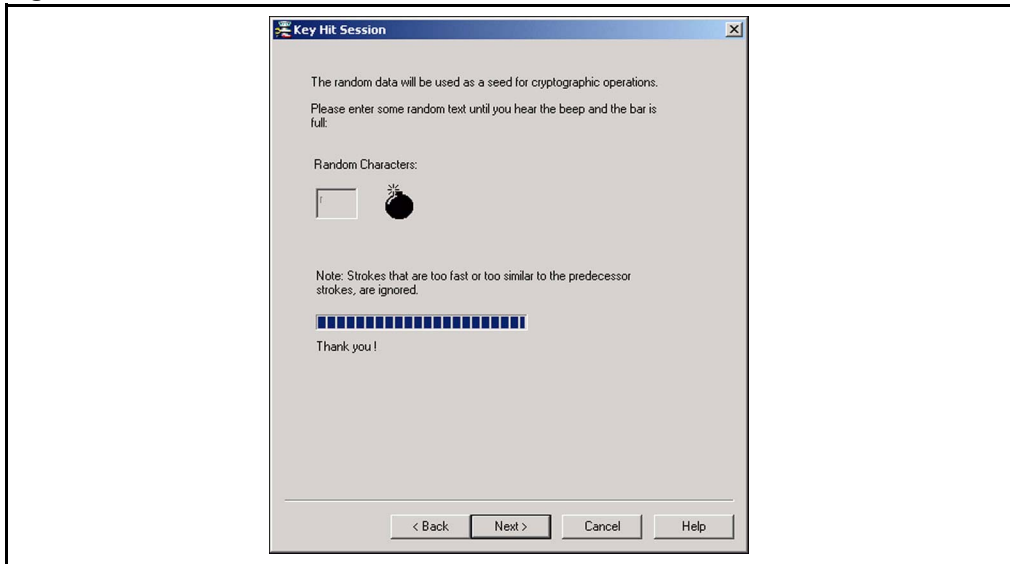 Key Hit Session
The random data will be used as a seed for cryptographic operations.
Please enter some random text until you hear the beep and the bar is
full:
Random Characters:
r
Note: Strokes that are too fast or too similar to the predecessor
strokes, are ignored.
Thank you !
< Back Next > Cancel Help